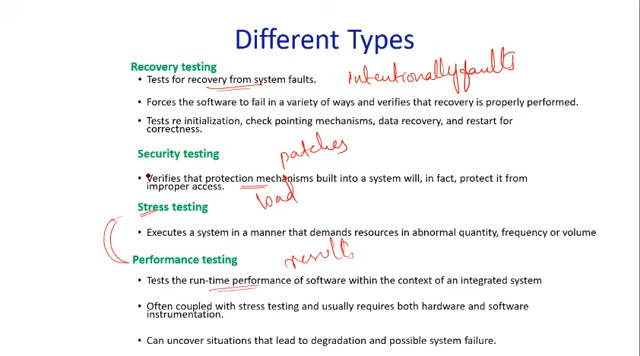 Different Types
Recovery testing
• Tests for recovery from system faults.
intentionally faults
• Forces the software to fail in a variety of ways and verifies that recovery is properly performed.
• Tests re initialization, check pointing mechanisms, data recovery, and restart for
correctness.
patches
Security testing
• Verifies that protection mechanisms built into a system will, in fact, protect it from
improper access.
load
Stress testing
• Executes a system in a manner that demands resources in abnormal quantity, frequency or volume
results
Performance testing
• Tests the run-time performance of software within the context of an integrated system
• Often coupled with stress testing and usually requires both hardware and software
instrumentation.
• Can uncover situations that lead to degradation and possible system failure.